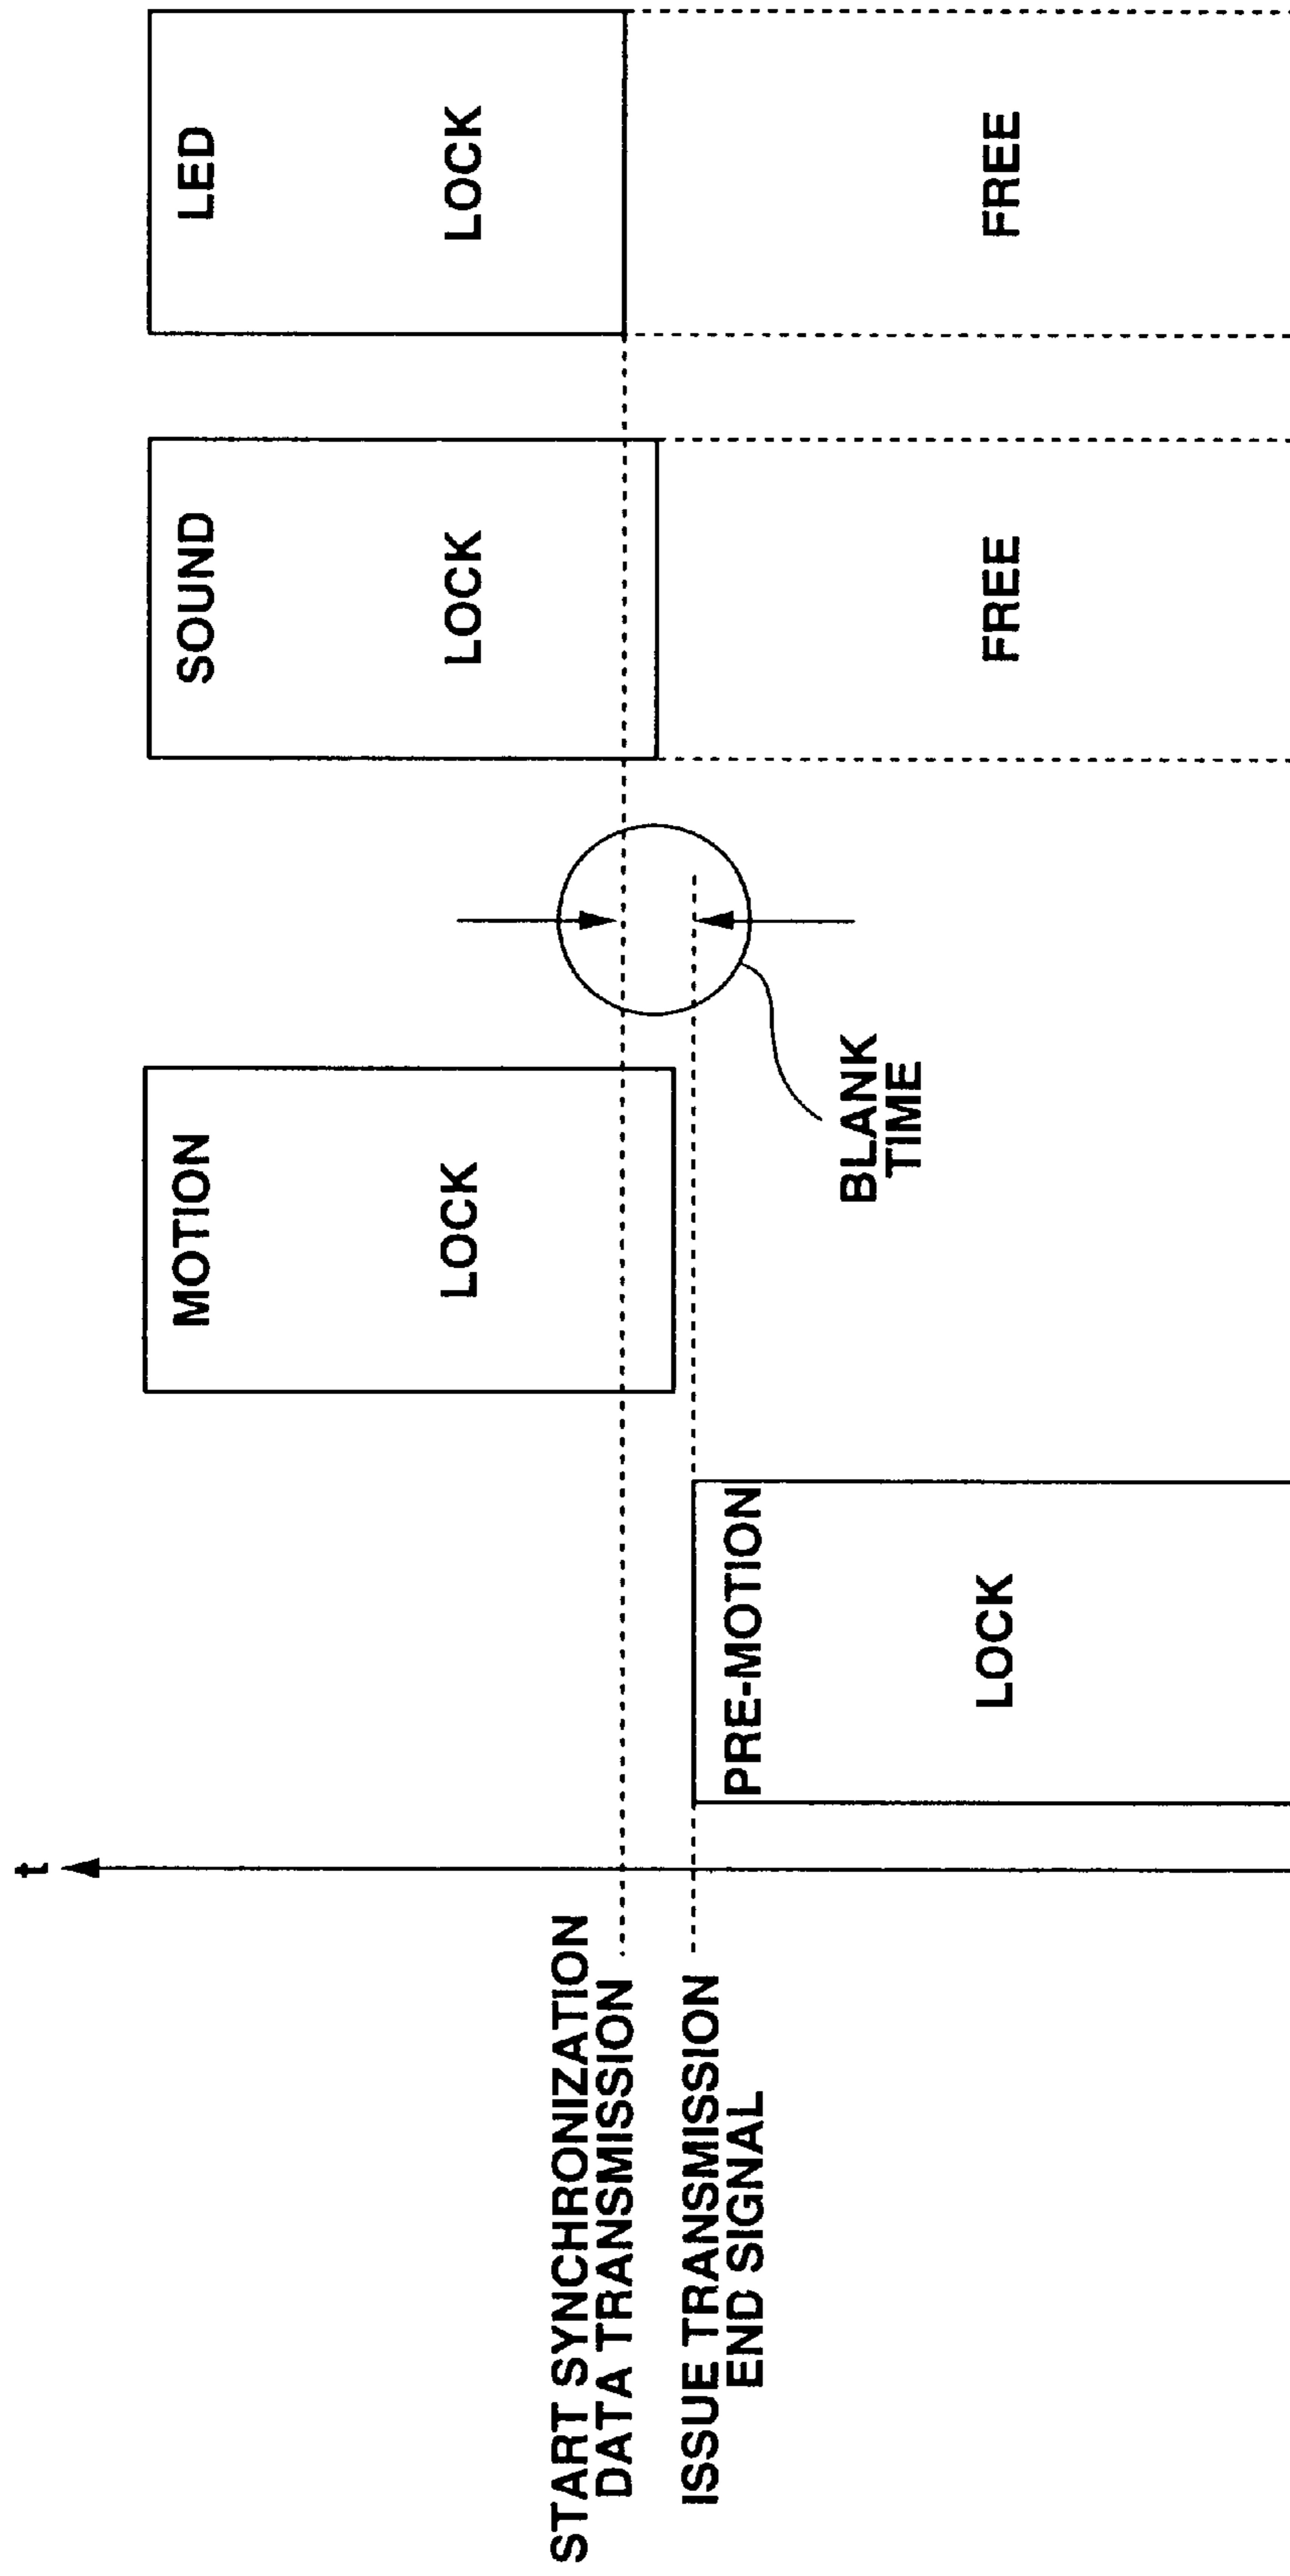 t
MOTION
SOUND
LED
LOCK
LOCK
LOCK
START SYNCHRONIZATION
DATA TRANSMISSION
ISSUE TRANSMISSION
END SIGNAL
PRE-MOTION
BLANK
TIME
LOCK
FREE
FREE